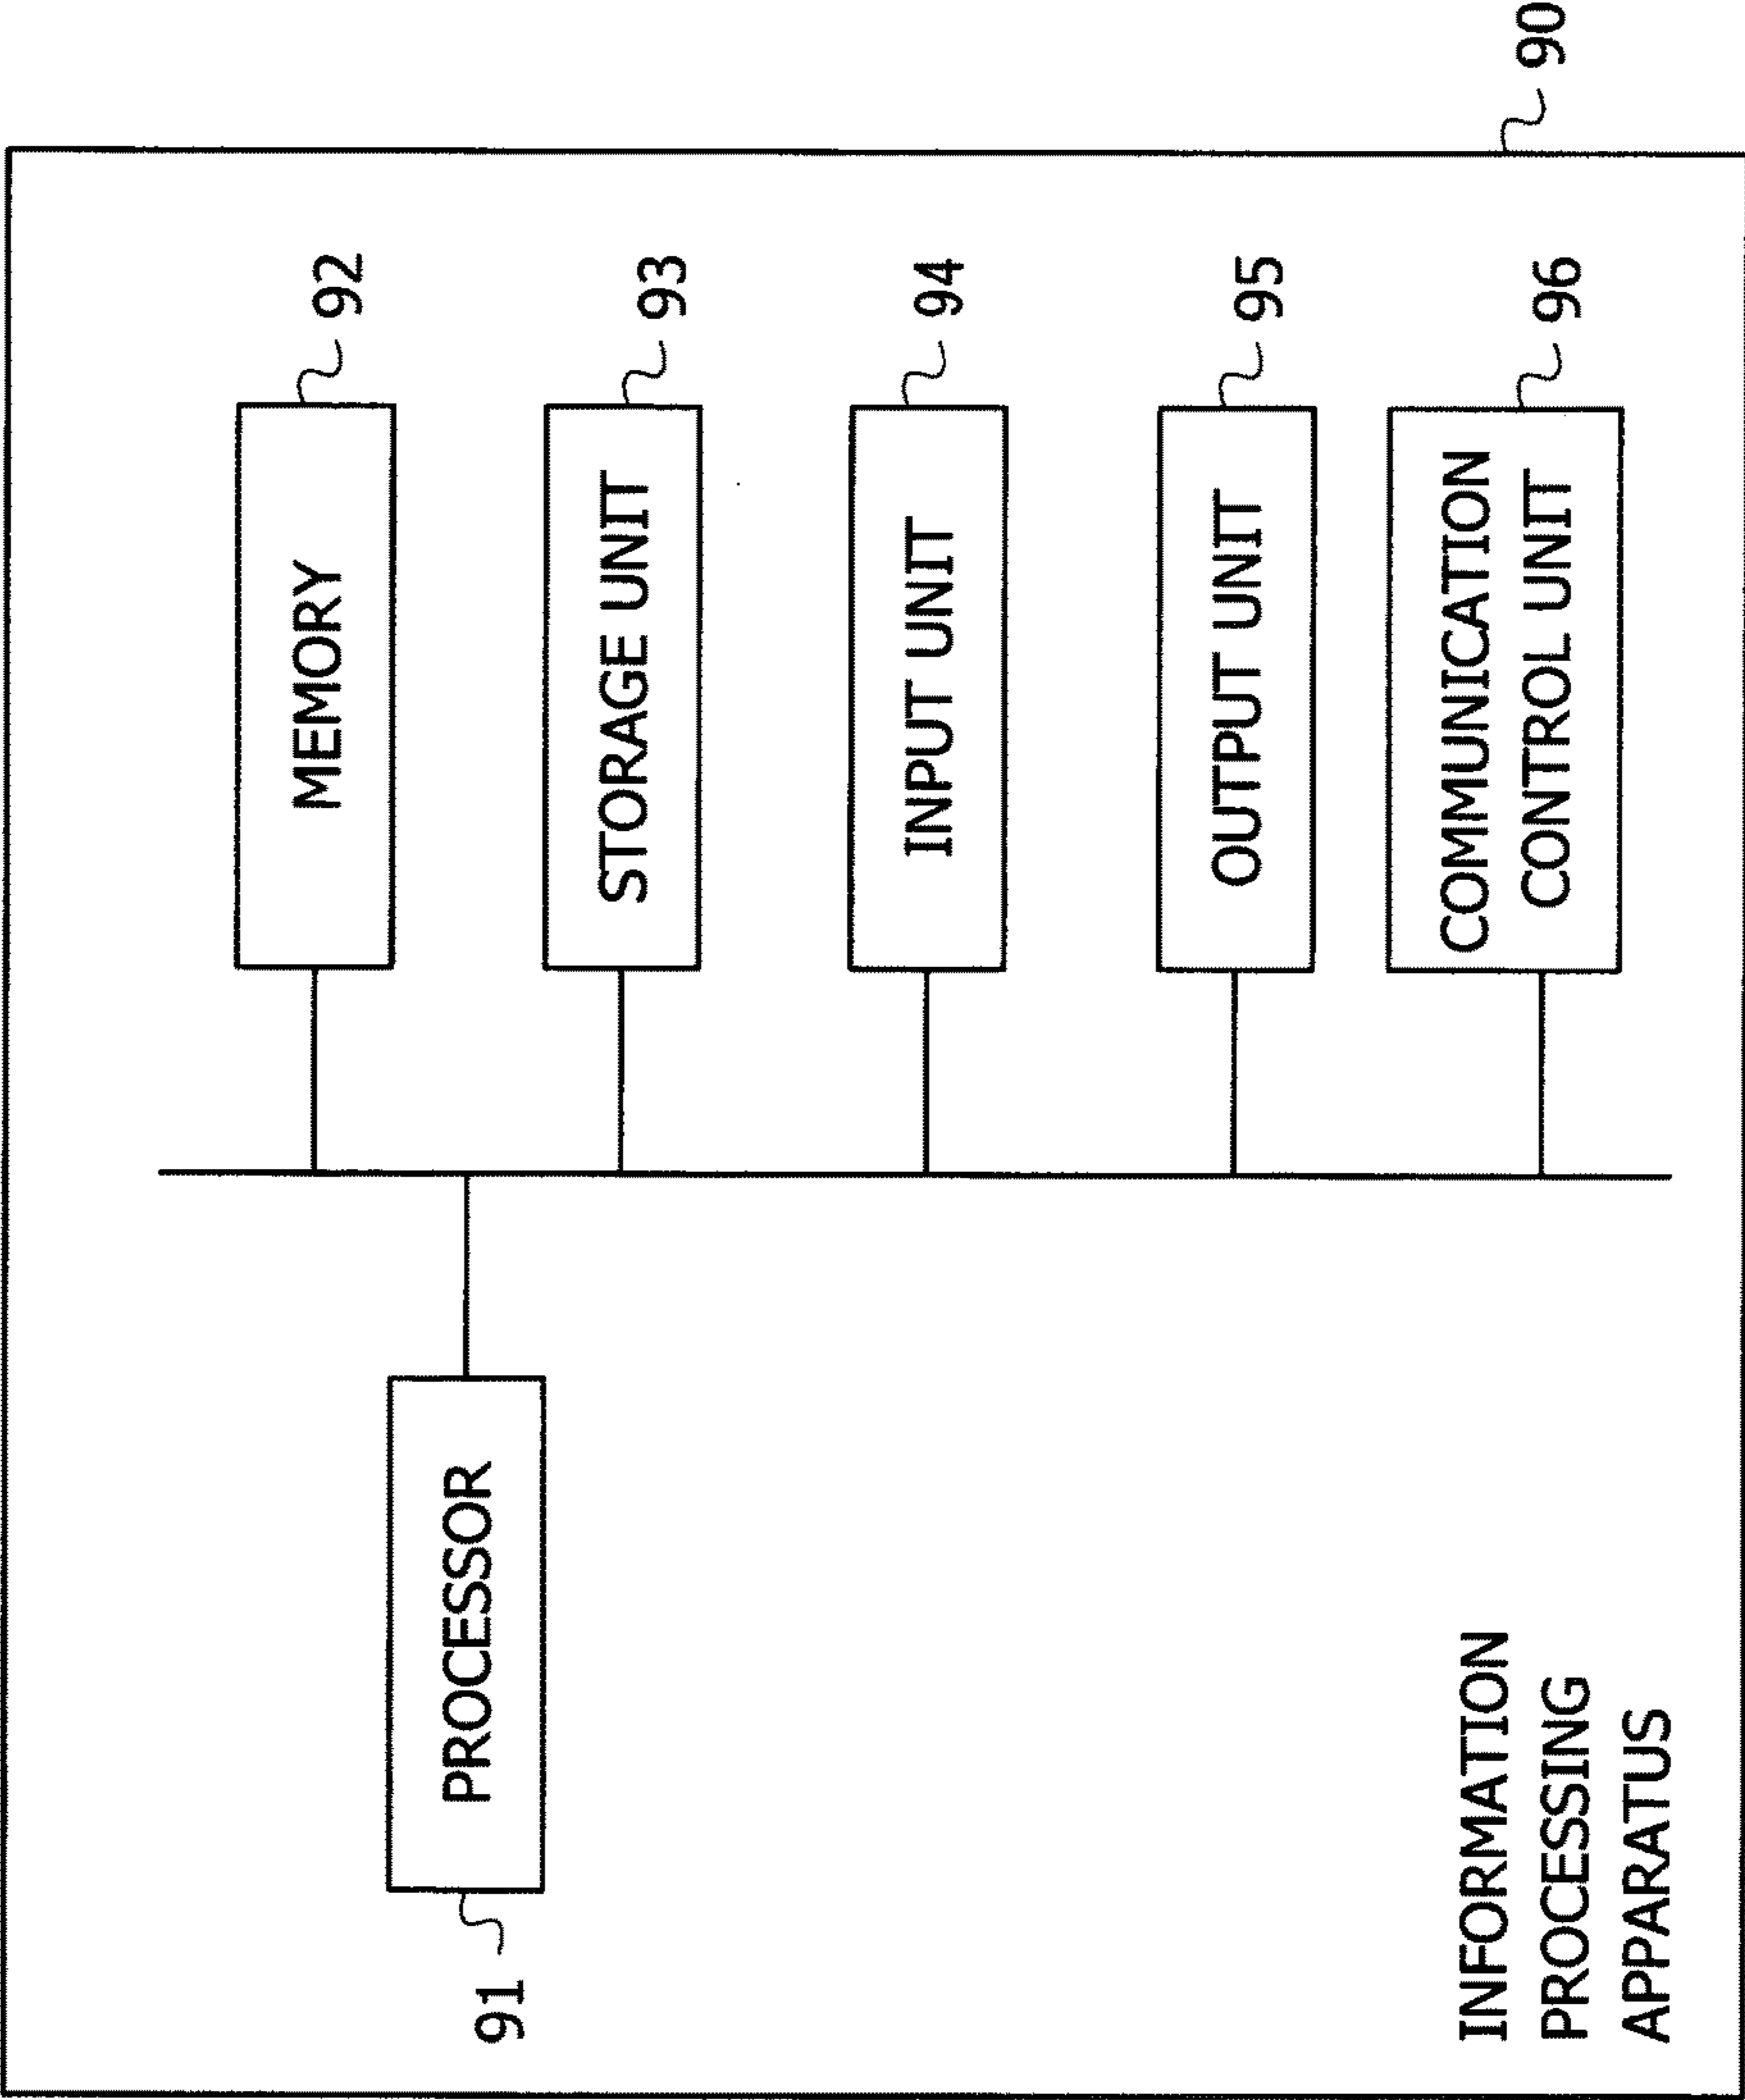 90
92
MEMORY
91
PROCESSOR
93
STORAGE UNIT
94
INPUT UNIT
95
OUTPUT UNIT
96
COMMUNICATION
CONTROL UNIT
INFORMATION
PROCESSING
APPARATUS